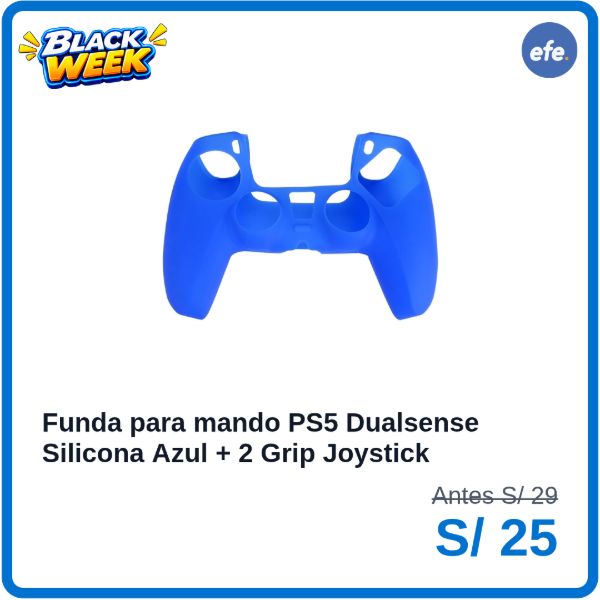 BLACK
WEEK
efe.
Funda para mando PS5 Dualsense
Silicona Azul + 2 Grip Joystick
Antes S/ 29
S/ 25